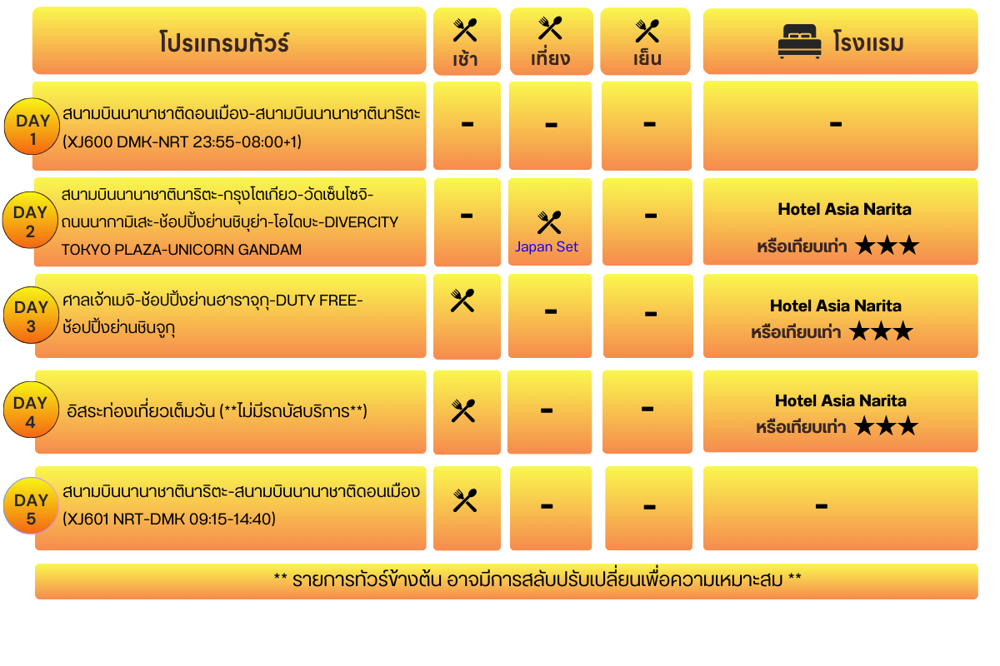 โปรแกรมทัวร์
เช้า
เที่ยง
เย็น
โรงแรม
DAY
1
สนามบินนานาชาติดอนเมือง-สนามบินนานาชาตินาริตะ
(XJ600 DMK-NRT 23:55-08:00+1)
-
-
-
-
DAY
2
สนามบินนานาชาตินาริตะ-กรุงโตเกียว-วัดเซ็นโซจิ-
ถนนนากามิเสะ-ช้อปปิ้งย่านชิบุย่า-โอไดบะ-DIVERCITY
TOKYO PLAZA-UNICORN GANDAM
-
Japan Set
-
Hotel Asia Narita
หรือเทียบเท่า ★★★
DAY
3
ศาลเจ้าเมจิ-ช้อปปิ้งย่านฮาราจุกุ-DUTY FREE-
ช้อปปิ้งย่านชินจูกุ
-
-
Hotel Asia Narita
หรือเทียบเท่า ★★★
DAY
4
อิสระท่องเที่ยวเต็มวัน (**ไม่มีรถบัสบริการ**)
-
-
Hotel Asia Narita
หรือเทียบเท่า ★★★
DAY
5
สนามบินนานาชาตินาริตะ-สนามบินนานาชาติดอนเมือง
(XJ601 NRT-DMK 09:15-14:40)
-
-
-
** รายการทัวร์ข้างต้น อาจมีการสลับปรับเปลี่ยนเพื่อความเหมาะสม **